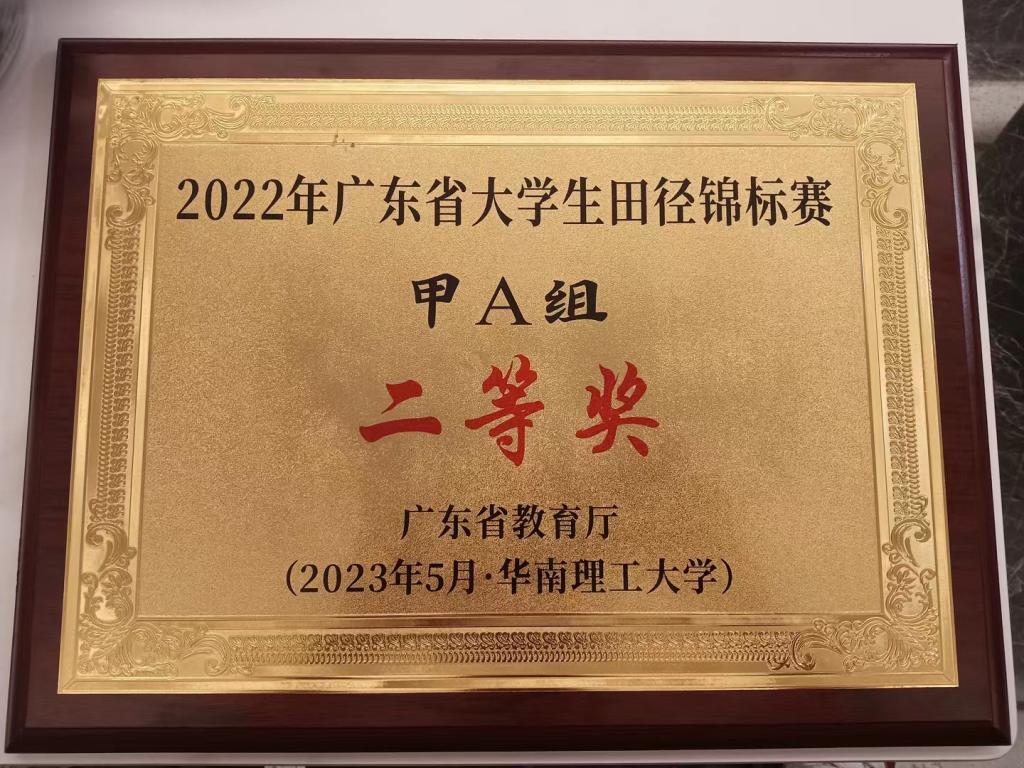 2022年广东省大学生田径锦标赛
甲A组
二等奖
广东省教育厅
（2023年5月·华南理工大学）